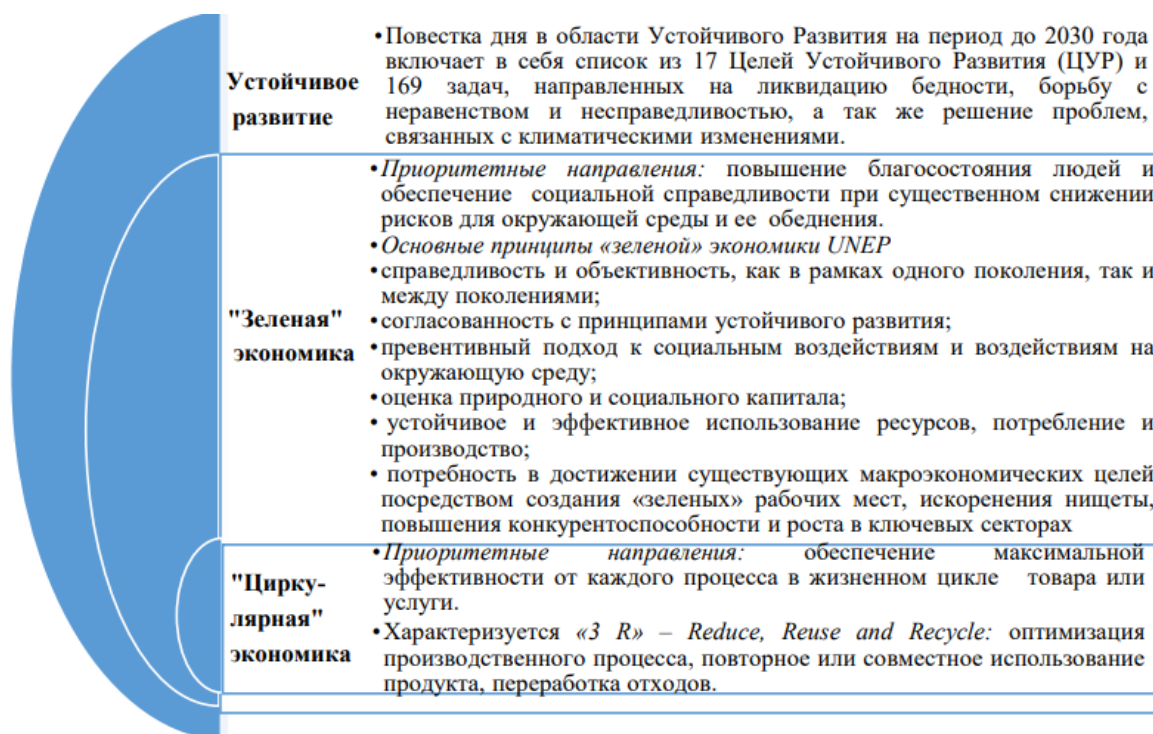 Устойчивое
развитие
•Повестка дня в области Устойчивого Развития на период до 2030 года
включает в себя список из 17 Целей Устойчивого Развития (ЦУР) и
169 задач, направленных на ликвидацию бедности, борьбу с
неравенством и несправедливостью, а так же решение проблем,
связанных с климатическими изменениями.
"Зеленая"
экономика
•Приоритетные направления: повышение благосостояния людей и
обеспечение социальной справедливости при существенном снижении
рисков для окружающей среды и ее обеднения.
•Основные принципы «зеленой» экономики UNEP
•справедливость и объективность, как в рамках одного поколения, так и
между поколениями;
•согласованность с принципами устойчивого развития;
•превентивный подход к социальным воздействиям и воздействиям на
окружающую среду;
•оценка природного и социального капитала;
• устойчивое и эффективное использование ресурсов, потребление и
производство;
• потребность в достижении существующих макроэкономических целей
посредством создания «зеленых» рабочих мест, искоренения нищеты,
повышения конкурентоспособности и роста в ключевых секторах
"Цирку-
лярная"
экономика
•Приоритетные направления: обеспечение максимальной
эффективности от каждого процесса в жизненном цикле товара или
услуги.
•Характеризуется «3 R» – Reduce, Reuse and Recycle: оптимизация
производственного процесса, повторное или совместное использование
продукта, переработка отходов.